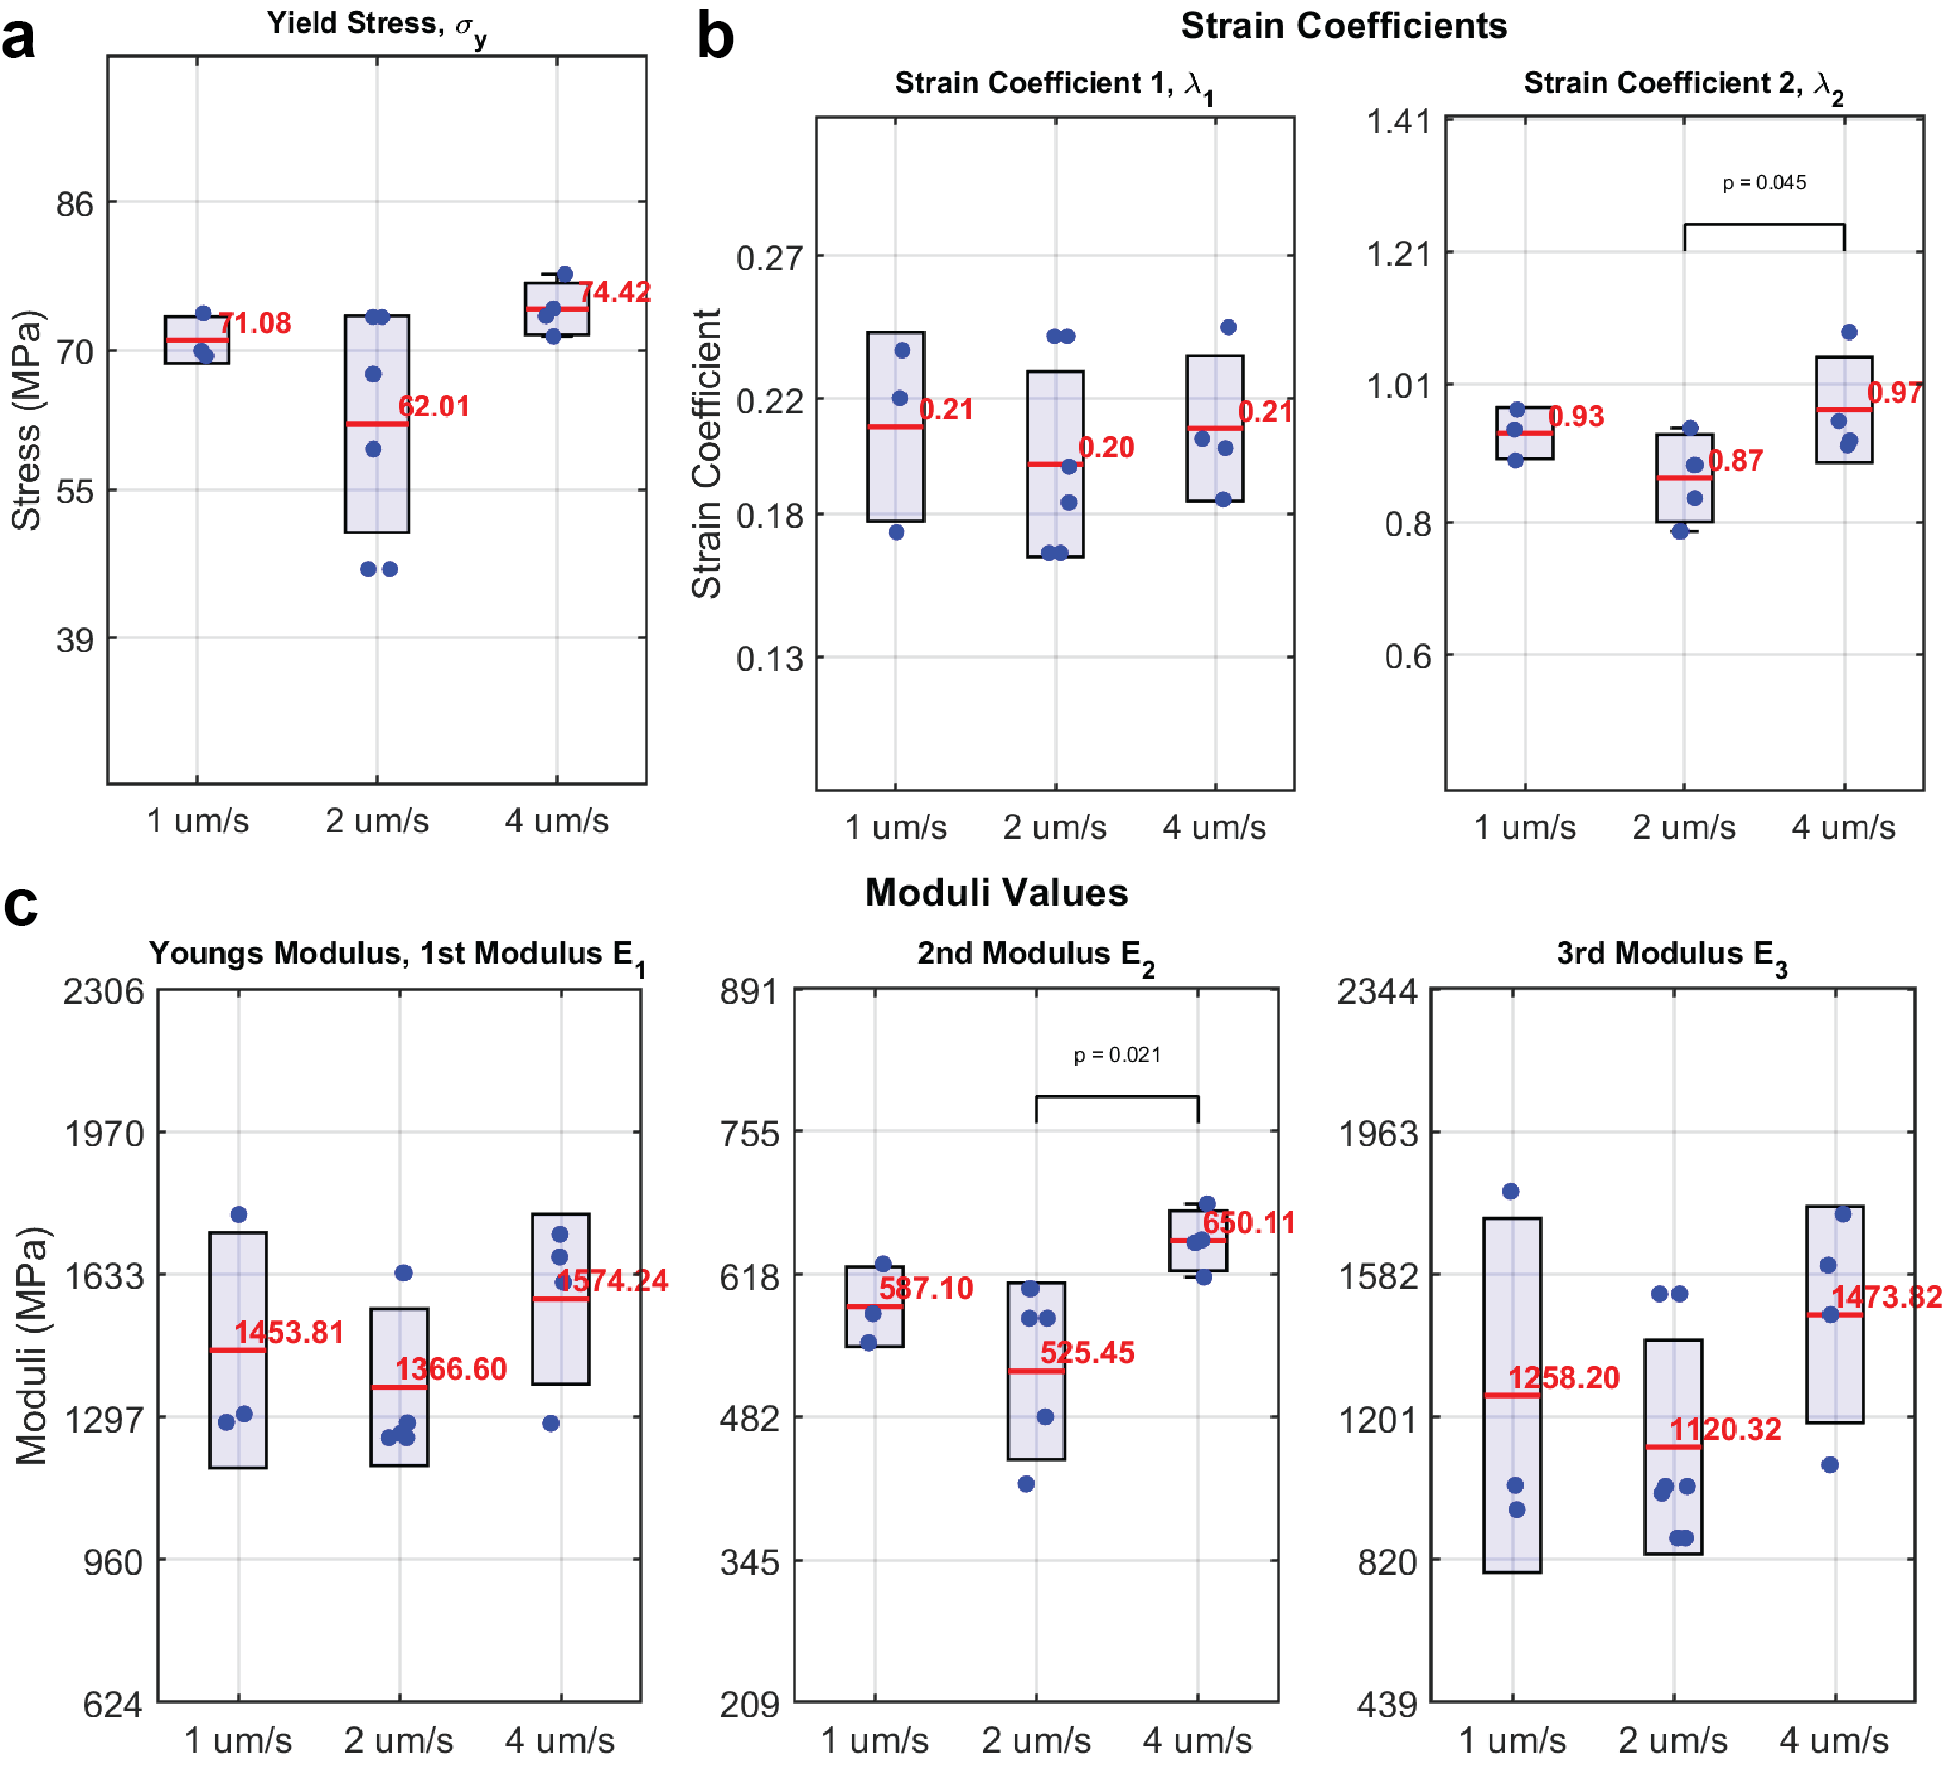 a
Yield Stress, σy
Stress (MPa)
86
70
55
39
71.08
62.01
74.42
1 um/s 2 um/s 4 um/s
b
Strain Coefficients
Strain Coefficient 1, λ1
Strain Coefficient
0.27
0.22
0.18
0.13
0.21
0.20
0.21
1 um/s 2 um/s 4 um/s
Strain Coefficient 2, λ2
1.41
1.21
1.01
0.8
0.6
p = 0.045
0.93
0.87
0.97
1 um/s 2 um/s 4 um/s
c
Moduli Values
Youngs Modulus, 1st Modulus E1
Moduli (MPa)
2306
1970
1633
1297
960
624
1453.81
1366.60
1574.24
1 um/s 2 um/s 4 um/s
2nd Modulus E2
891
755
618
482
345
209
p = 0.021
587.10
525.45
650.11
1 um/s 2 um/s 4 um/s
3rd Modulus E3
2344
1963
1582
1201
820
439
1258.20
1120.32
1473.82
1 um/s 2 um/s 4 um/s